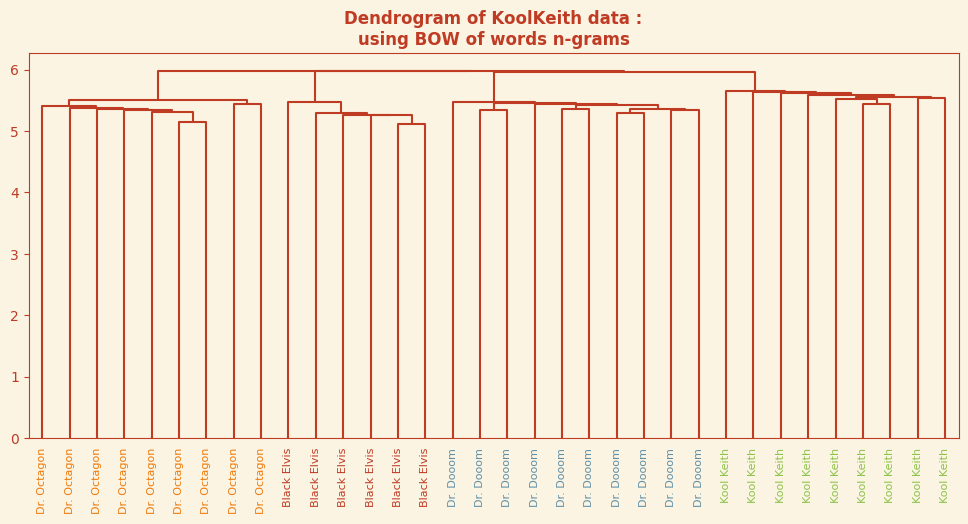 Dendrogram of KoolKeith data :
using BOW of words n-grams
6
5
4
3
2
1
0
Dr. Octagon
Dr. Octagon
Dr. Octagon
Dr. Octagon
Dr. Octagon
Dr. Octagon
Dr. Octagon
Dr. Octagon
Dr. Octagon
Black Elvis
Black Elvis
Black Elvis
Black Elvis
Black Elvis
Black Elvis
Dr. Dooom
Dr. Dooom
Dr. Dooom
Dr. Dooom
Dr. Dooom
Dr. Dooom
Dr. Dooom
Dr. Dooom
Dr. Dooom
Dr. Dooom
Kool Keith
Kool Keith
Kool Keith
Kool Keith
Kool Keith
Kool Keith
Kool Keith
Kool Keith
Kool Keith